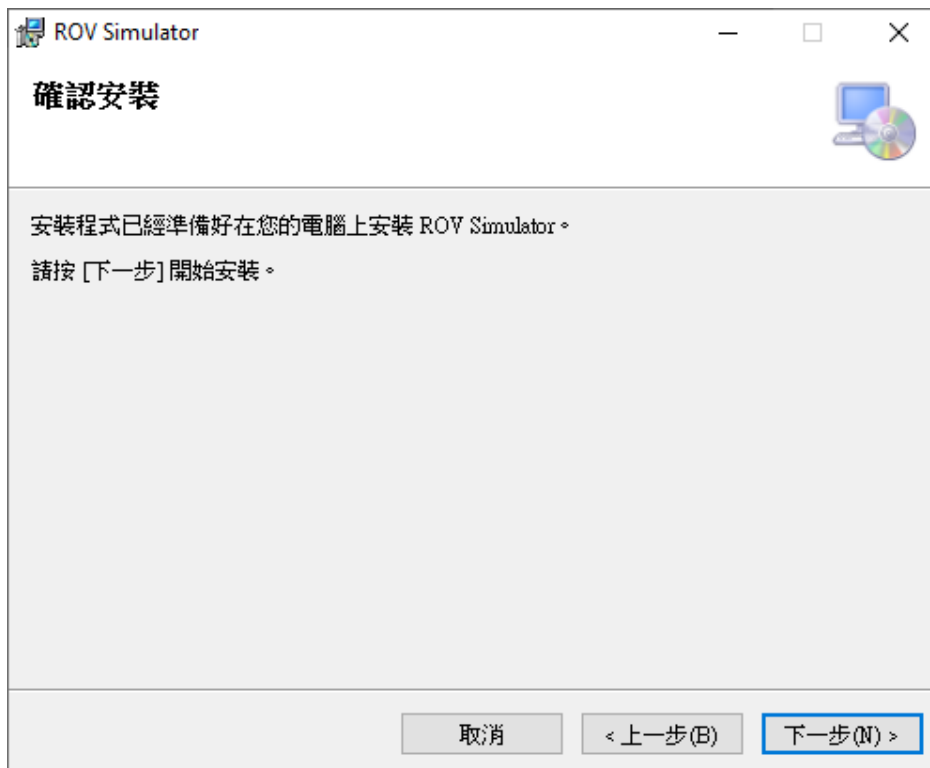 ROV Simulator
確認安裝
安裝程式已經準備好在您的電腦上安裝 ROV Simulator。
請按 [下一步] 開始安裝。
取消
< 上一步(B)
下一步(N) >